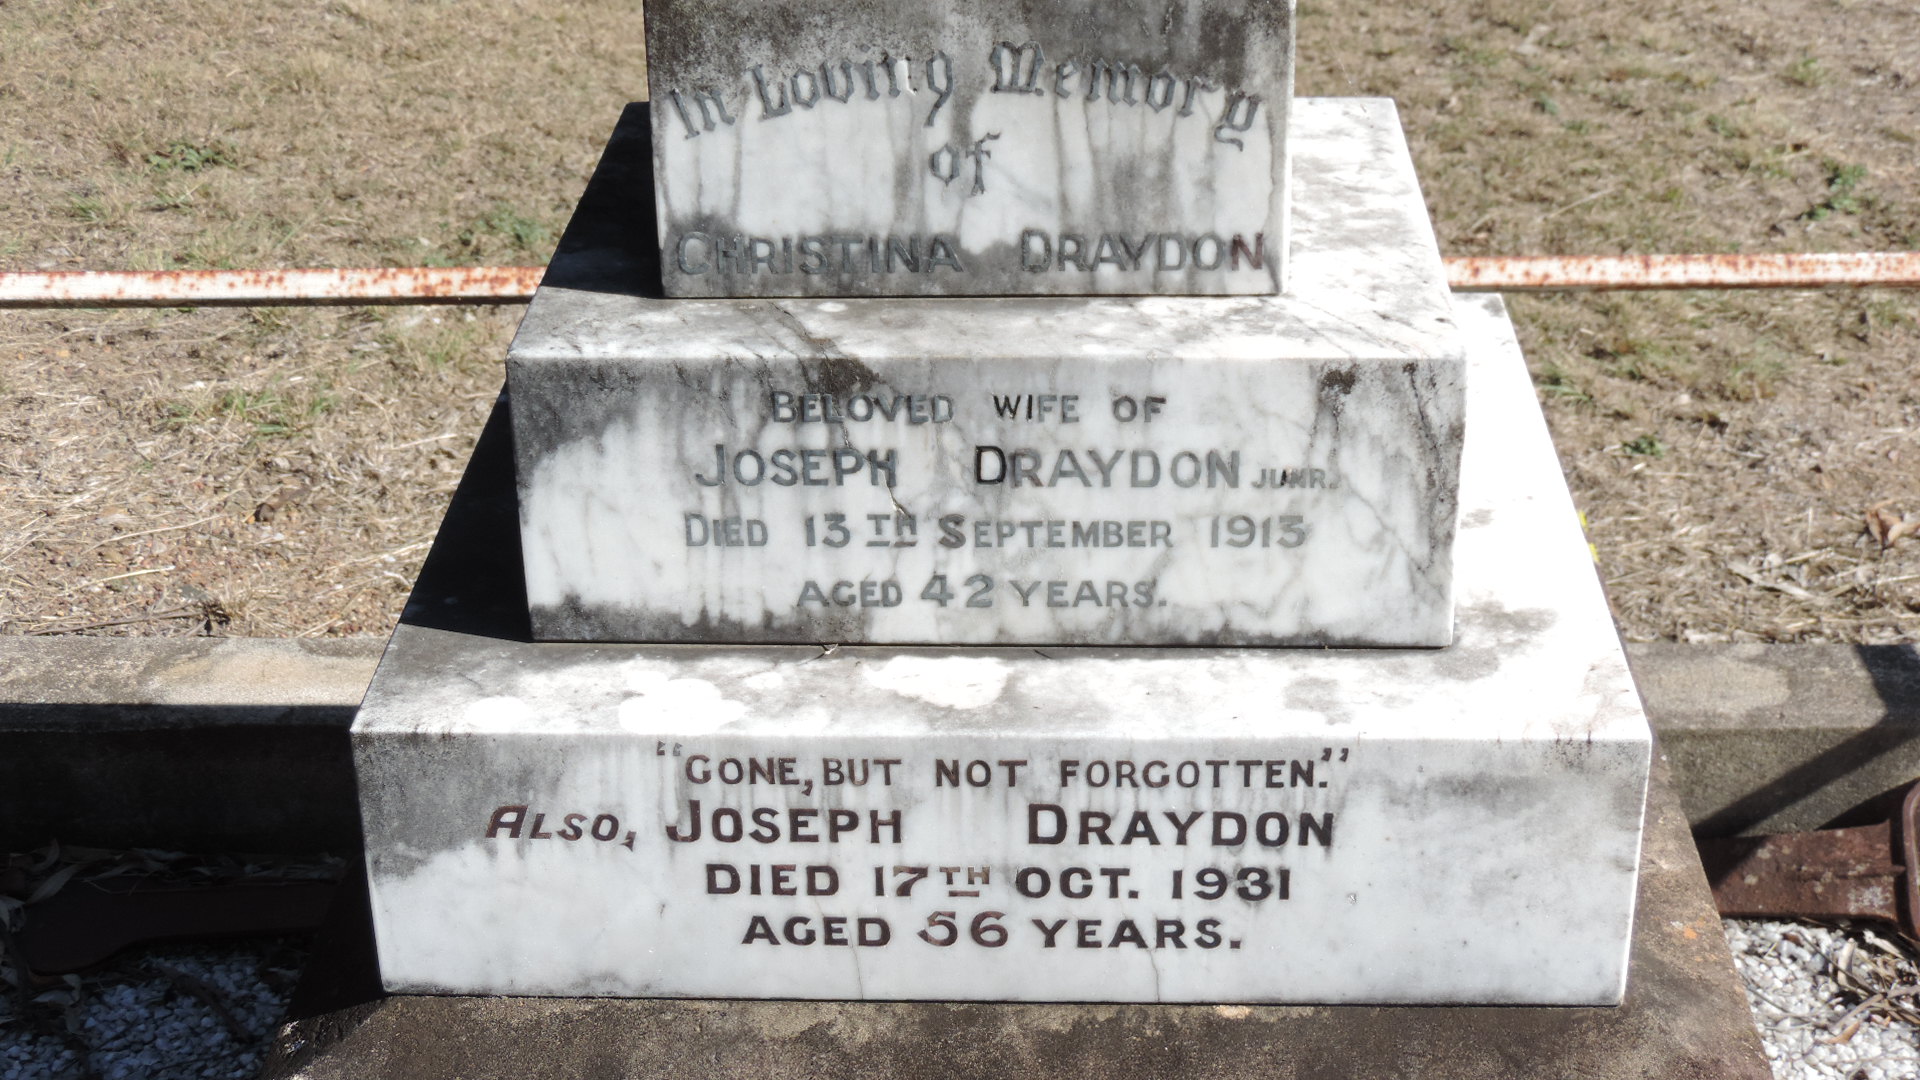 In Loving Memory
of
CHRISTINA DRAYDON
BELOVED WIFE OF
JOSEPH DRAYDON JUNR.
DIED 13TH SEPTEMBER 1913
AGED 42 YEARS.
"GONE, BUT NOT FORGOTTEN."
ALSO, JOSEPH DRAYDON
DIED 17TH OCT. 1931
AGED 56 YEARS.